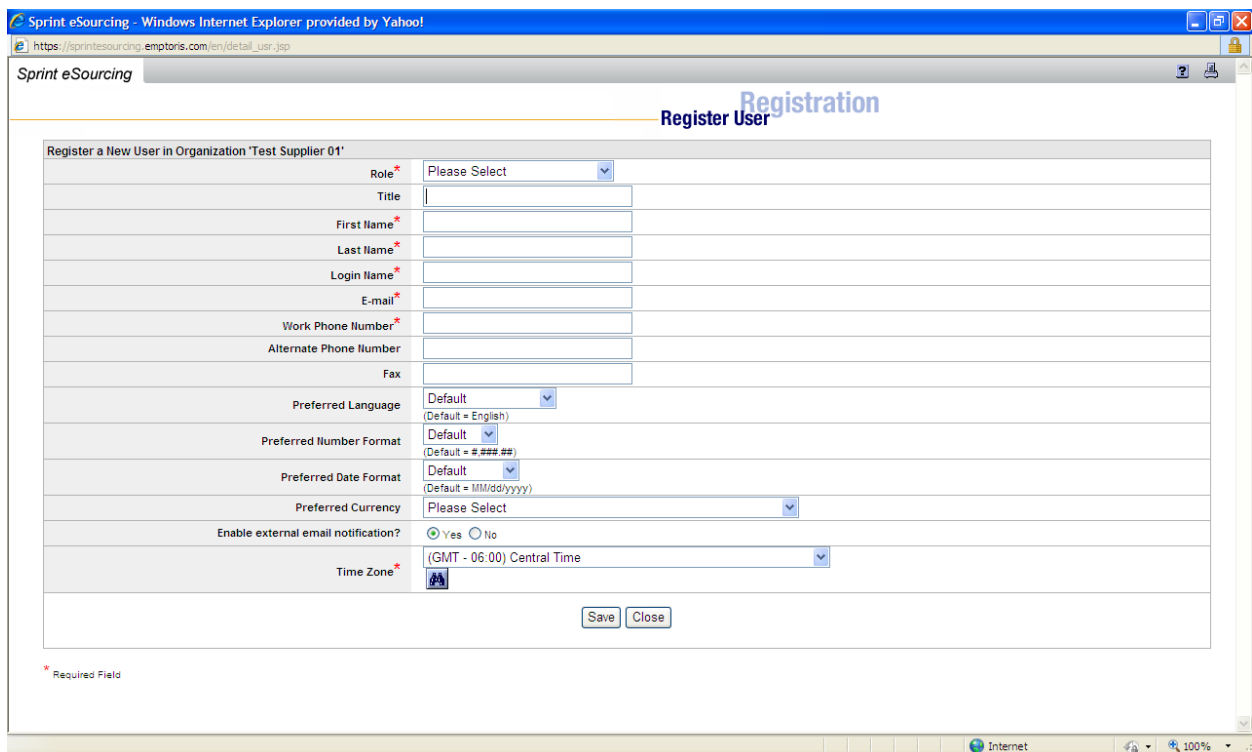 Sprint eSourcing - Windows Internet Explorer provided by Yahoo!
https://sprintesourcing.emptoris.com/en/detail_usr.jsp
Sprint eSourcing
?
Registration
Register User
Register a New User in Organization 'Test Supplier 01'
Role* Please Select
Title
First Name*
Last Name*
Login Name*
E-mail*
Work Phone Number*
Alternate Phone Number
Fax
Preferred Language Default
(Default = English)
Preferred Number Format Default
(Default = #,###.##)
Preferred Date Format Default
(Default = MM/dd/yyyy)
Preferred Currency Please Select
Enable external email notification? Yes No
Time Zone* (GMT - 06:00) Central Time
Save Close
* Required Field
Internet 100%